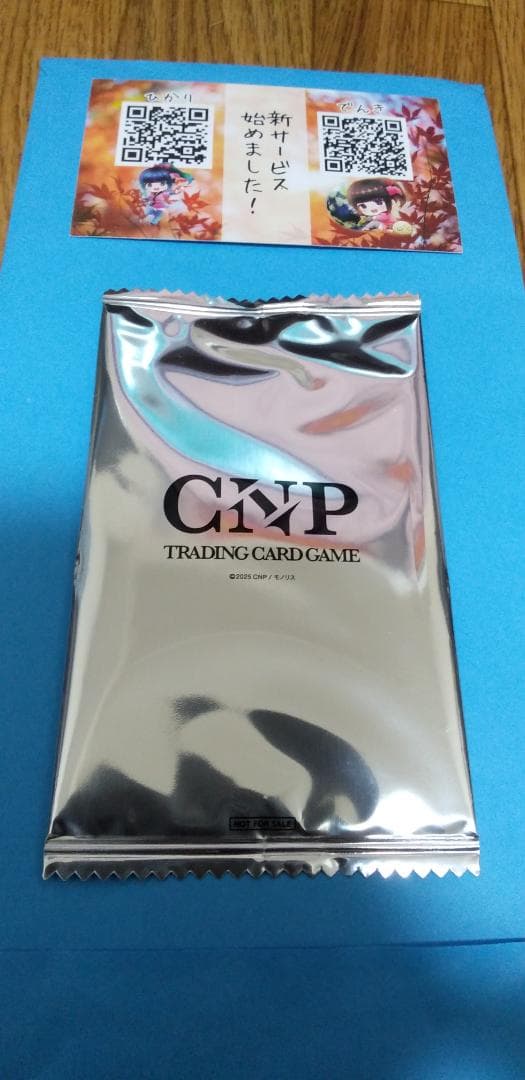 ひかり
新サービス
始めました!
でんき
CNP
TRADING CARD GAME
©2025 CNP / モノリス
NOT FOR SALE